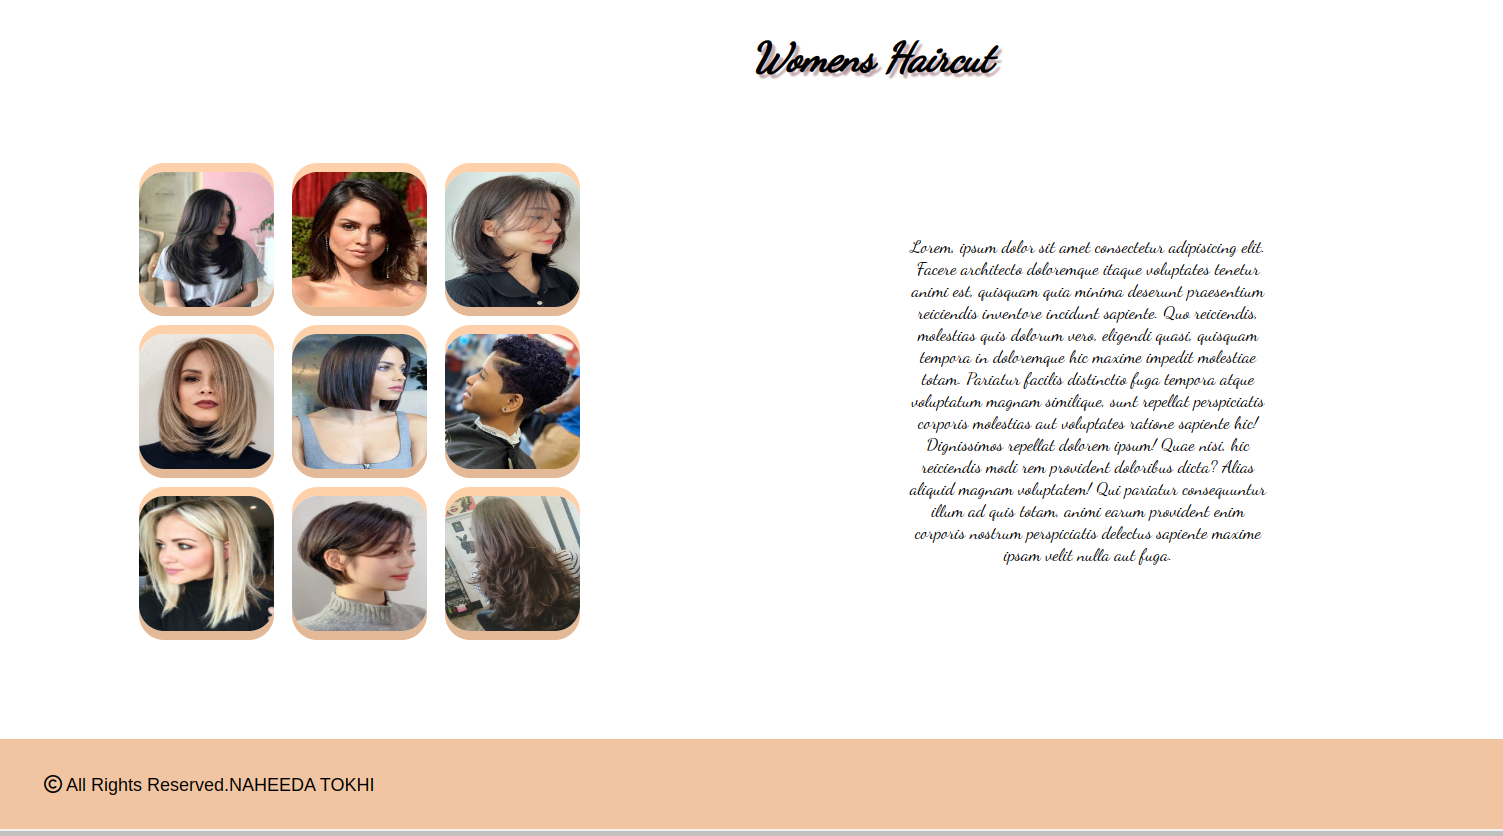 Womens Haircut
Lorem, ipsum dolor sit amet consectetur adipisicing elit.
Facere architecto doloremque itaque voluptates tenetur
animi est, quisquam quia minima deserunt praesentium
reiciendis inventore incidunt sapiente. Quo reiciendis,
molestias quis dolorum vero, eligendi quasi, quisquam
tempora in doloremque hic maxime impedit molestiae
totam. Pariatur facilis distinctio fuga tempora atque
voluptatum magnam similique, sunt repellat perspiciatis
corporis molestias aut voluptates ratione sapiente hic!
Dignissimos repellat dolorem ipsum! Quae nisi, hic
reiciendis modi rem provident doloribus dicta? Alias
aliquid magnam voluptatem! Qui pariatur consequuntur
illum ad quis totam, animi earum provident enim
corporis nostrum perspiciatis delectus sapiente maxime
ipsam velit nulla aut fuga.
© All Rights Reserved.NAHEEDA TOKHI